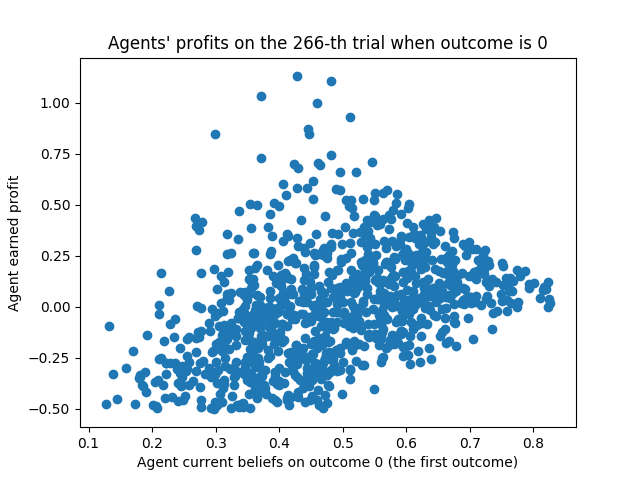 Agents' profits on the 266-th trial when outcome is 0
1.00
0.75
0.50
0.25
0.00
−0.25
−0.50
Agent earned profit
0.1 0.2 0.3 0.4 0.5 0.6 0.7 0.8
Agent current beliefs on outcome 0 (the first outcome)